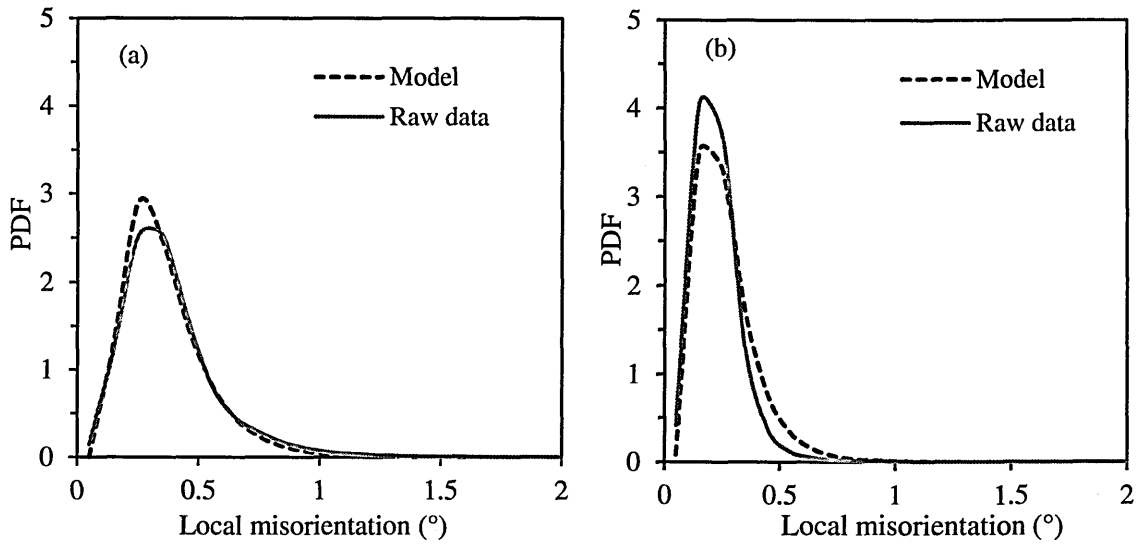 (a)
Model
Raw data
PDF
5
4
3
2
1
0
0 0.5 1 1.5 2
Local misorientation (°)
(b)
Model
Raw data
PDF
5
4
3
2
1
0
0 0.5 1 1.5 2
Local misorientation (°)